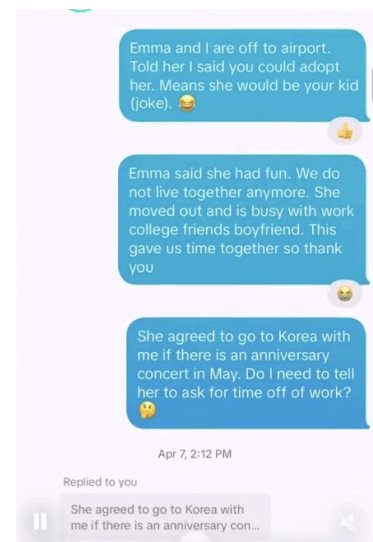 Emma and I are off to airport.
Told her I said you could adopt
her. Means she would be your kid
(joke). 😂
👍
Emma said she had fun. We do
not live together anymore. She
moved out and is busy with work
college friends boyfriend. This
gave us time together so thank
you
😭
She agreed to go to Korea with
me if there is an anniversary
concert in May. Do I need to tell
her to ask for time off of work?
🤔
Apr 7, 2:12 PM
Replied to you
She agreed to go to Korea with
me if there is an anniversary con...